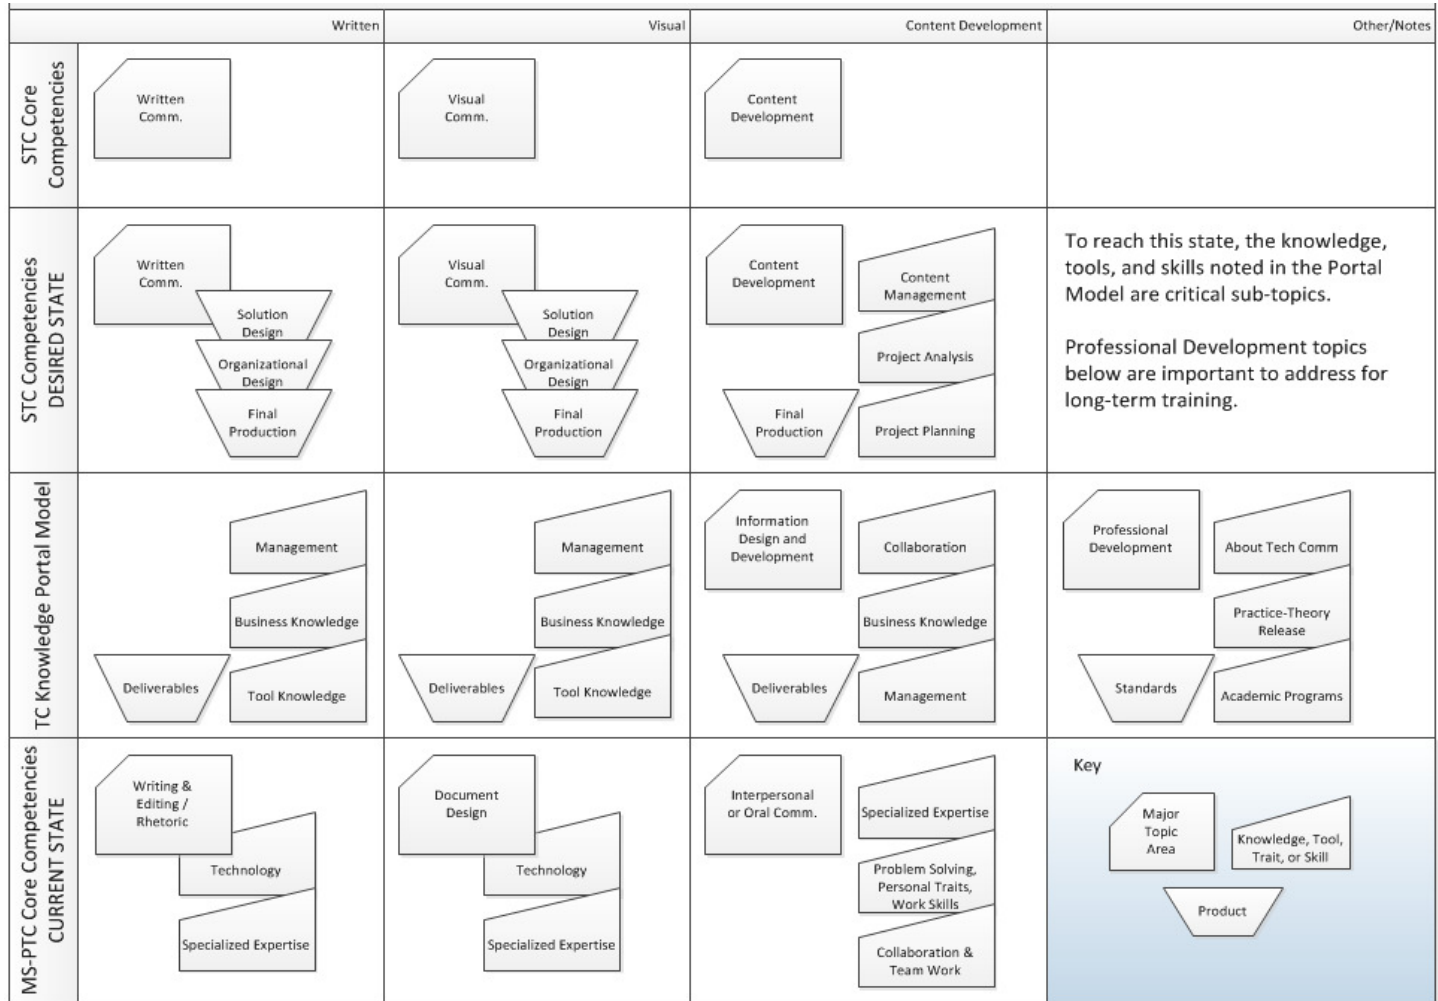 Written
Visual
Content Development
Other/Notes
STC Core
Competencies
Written
Comm.
Visual
Comm.
Content
Development
STC Competencies
DESIRED STATE
Written
Comm.
Solution
Design
Organizational
Design
Final
Production
Visual
Comm.
Solution
Design
Organizational
Design
Final
Production
Content
Development
Content
Management
Project Analysis
Final
Production
Project Planning
To reach this state, the knowledge,
tools, and skills noted in the Portal
Model are critical sub-topics.
Professional Development topics
below are important to address for
long-term training.
TC Knowledge Portal Model
Management
Business Knowledge
Deliverables
Tool Knowledge
Management
Business Knowledge
Deliverables
Tool Knowledge
Information
Design and
Development
Collaboration
Business Knowledge
Deliverables
Management
Professional
Development
About Tech Comm
Practice-Theory
Release
Standards
Academic Programs
MS-PTC Core Competencies
CURRENT STATE
Writing &
Editing /
Rhetoric
Technology
Specialized Expertise
Document
Design
Technology
Specialized Expertise
Interpersonal
or Oral Comm.
Specialized Expertise
Problem Solving,
Personal Traits,
Work Skills
Collaboration &
Team Work
Key
Major
Topic
Area
Knowledge, Tool,
Trait, or Skill
Product